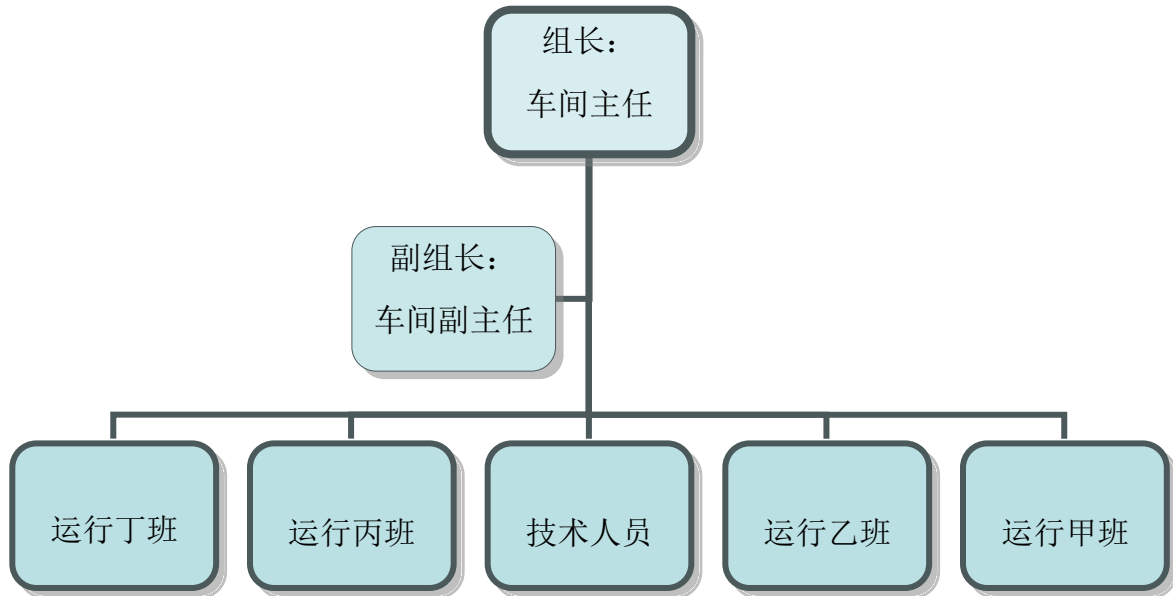 组长：
车间主任
副组长：
车间副主任
运行丁班
运行丙班
技术人员
运行乙班
运行甲班